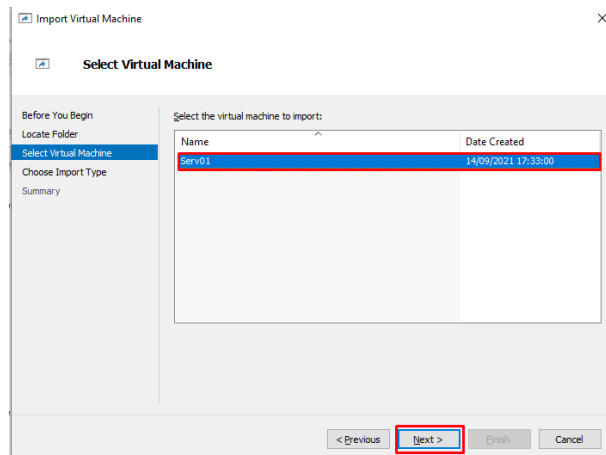 Import Virtual Machine
Select Virtual Machine
Before You Begin
Locate Folder
Select Virtual Machine
Choose Import Type
Summary
Select the virtual machine to import:
Name Date Created
Serv01 14/09/2021 17:33:00
< Previous Next > Finish Cancel